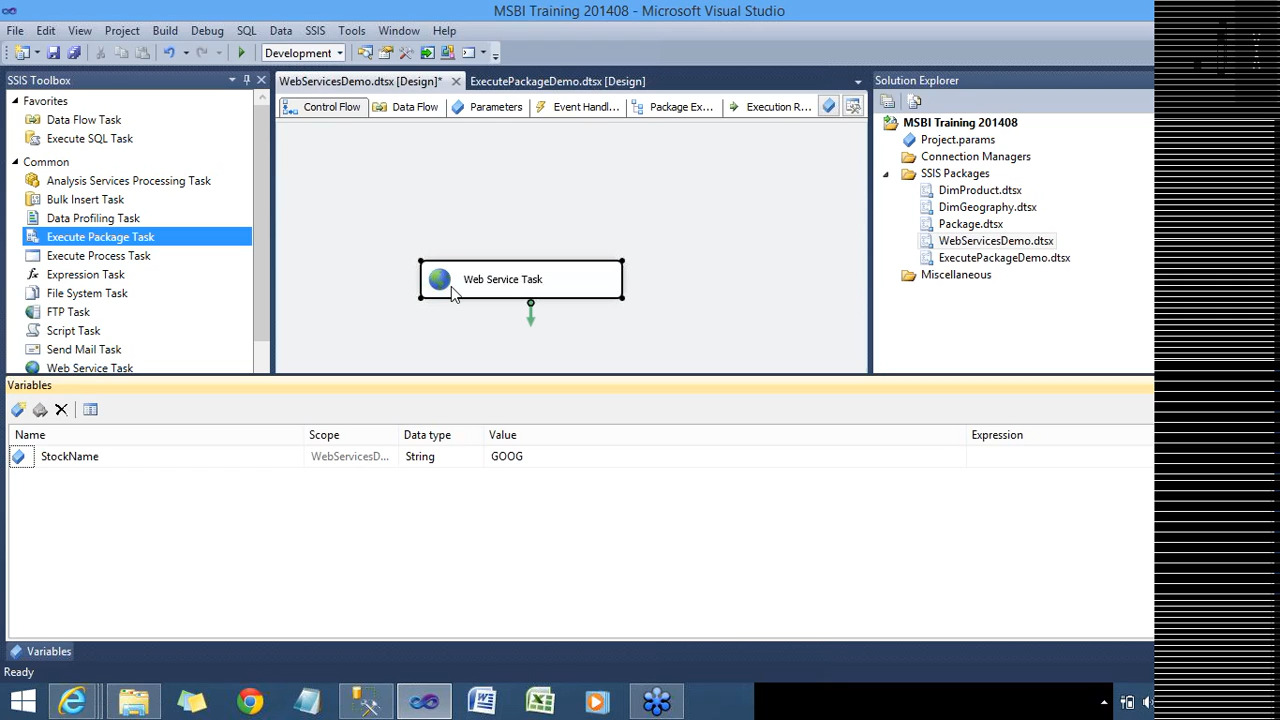 MSBI Training 201408 - Microsoft Visual Studio
File Edit View Project Build Debug SQL Data SSIS Tools Window Help
Development
SSIS Toolbox
Favorites
Data Flow Task
Execute SQL Task
Common
Analysis Services Processing Task
Bulk Insert Task
Data Profiling Task
Execute Package Task
Execute Process Task
Expression Task
File System Task
FTP Task
Script Task
Send Mail Task
Web Service Task
WebServicesDemo.dtsx [Design]* ExecutePackageDemo.dtsx [Design]
Control Flow Data Flow Parameters Event Handl... Package Ex... Execution R...
Web Service Task
Solution Explorer
MSBI Training 201408
Project.params
Connection Managers
SSIS Packages
DimProduct.dtsx
DimGeography.dtsx
Package.dtsx
WebServicesDemo.dtsx
ExecutePackageDemo.dtsx
Miscellaneous
Variables
Name Scope Data type Value Expression
StockName WebServicesD... String GOOG
Variables
Ready